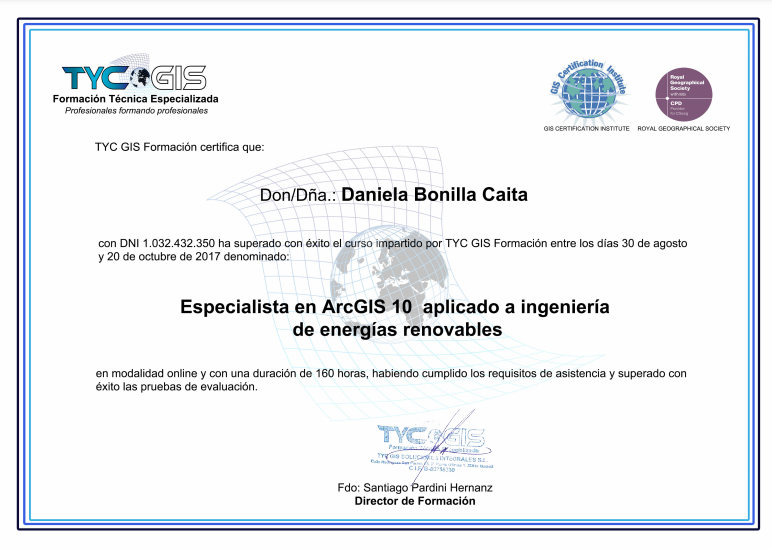 TYC GIS
Formación Técnica Especializada
Profesionales formando profesionales
GIS Certification Institute
GIS CERTIFICATION INSTITUTE
Royal
Geographical
Society
with IBG
CPD
ROYAL GEOGRAPHICAL SOCIETY
TYC GIS Formación certifica que:
Don/Dña.: Daniela Bonilla Caita
con DNI 1.032.432.350 ha superado con éxito el curso impartido por TYC GIS Formación entre los días 30 de agosto
y 20 de octubre de 2017 denominado:
Especialista en ArcGIS 10 aplicado a ingeniería
de energías renovables
en modalidad online y con una duración de 160 horas, habiendo cumplido los requisitos de asistencia y superado con
éxito las pruebas de evaluación.
TYC GIS
TYC GIS SOLUCIONES INTEGRALES S.L.
Fdo: Santiago Pardini Hernanz
Director de Formación